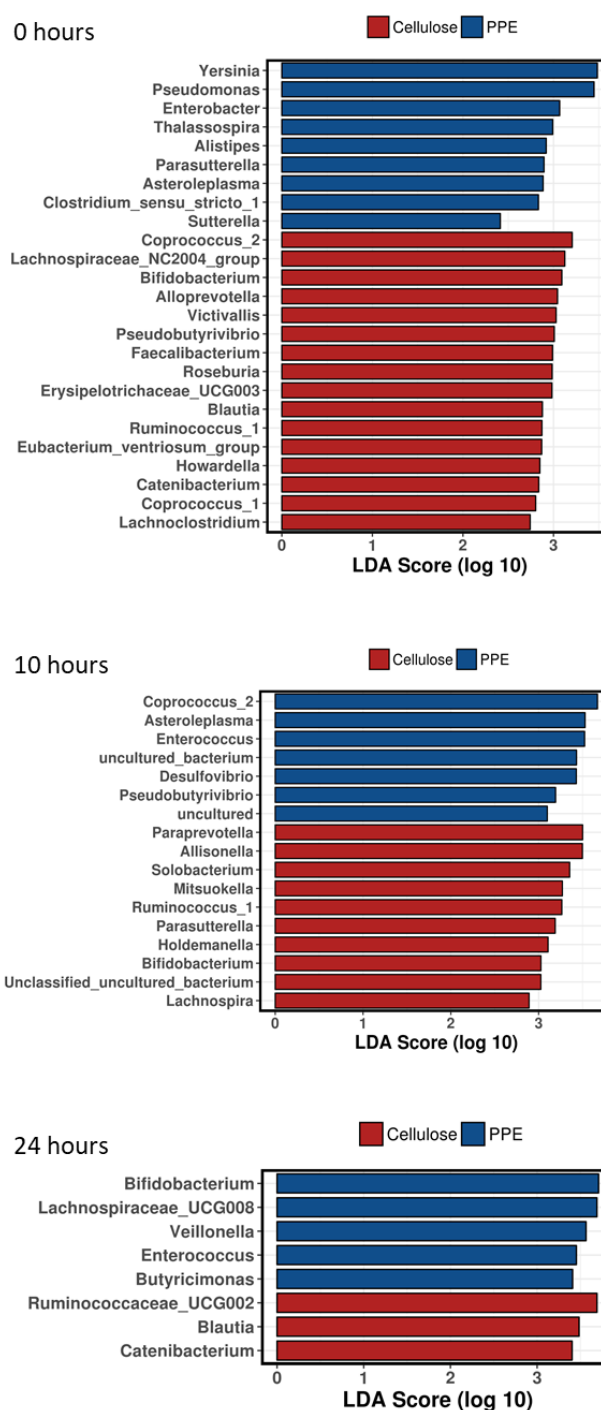 0 hours
Cellulose PPE
Yersinia
Pseudomonas
Enterobacter
Thalassospira
Alistipes
Parasutterella
Asteroleplasma
Clostridium_sensu_stricto_1
Sutterella
Coprococcus_2
Lachnospiraceae_NC2004_group
Bifidobacterium
Alloprevotella
Victivallis
Pseudobutyrivibrio
Faecalibacterium
Roseburia
Erysipelotrichaceae_UCG003
Blautia
Ruminococcus_1
Eubacterium_ventriosum_group
Howardella
Catenibacterium
Coprococcus_1
Lachnoclostridium
0 1 2 3
LDA Score (log 10)
10 hours
Cellulose PPE
Coprococcus_2
Asteroleplasma
Enterococcus
uncultured_bacterium
Desulfovibrio
Pseudobutyrivibrio
uncultured
Paraprevotella
Allisonella
Solobacterium
Mitsuokella
Ruminococcus_1
Parasutterella
Holdemanella
Bifidobacterium
Unclassified_uncultured_bacterium
Lachnospira
0 1 2 3
LDA Score (log 10)
24 hours
Cellulose PPE
Bifidobacterium
Lachnospiraceae_UCG008
Veillonella
Enterococcus
Butyricimonas
Ruminococcaceae_UCG002
Blautia
Catenibacterium
0 1 2 3
LDA Score (log 10)